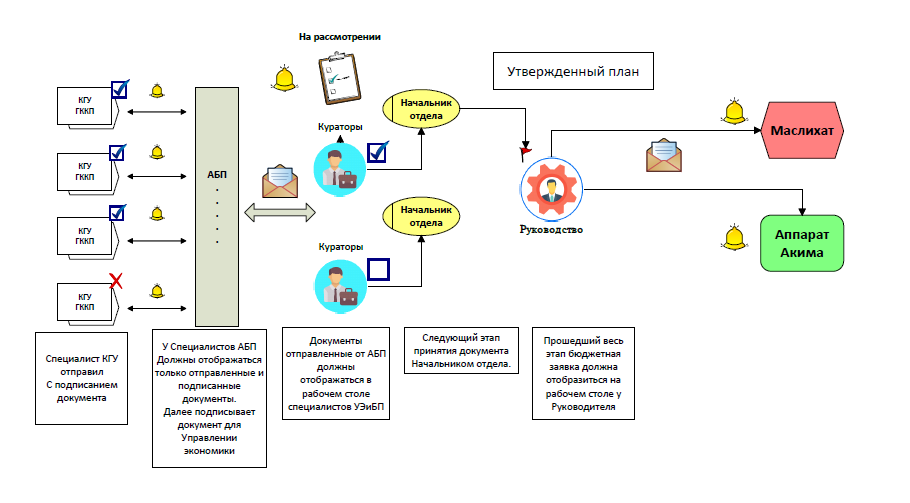 На рассмотрении
Утвержденный план
КГУ
ГККП
КГУ
ГККП
КГУ
ГККП
КГУ
ГККП
АБП
Кураторы
Начальник
отдела
Кураторы
Начальник
отдела
Руководство
Маслихат
Аппарат
Акима
Специалист КГУ
отправил
С подписанием
документа
У Специалистов АБП
Должны отображаться
только отправленные и
подписанные
документы.
Далее подписывает
документ для
Управлении
экономики
Документы
отправленные от АБП
должны
отображаться в
рабочем столе
специалистов УЭиБП
Следующий этап
принятия документа
Начальником отдела.
Прошедший весь
этап бюджетная
заявка должна
отобразиться на
рабочем столе у
Руководителя